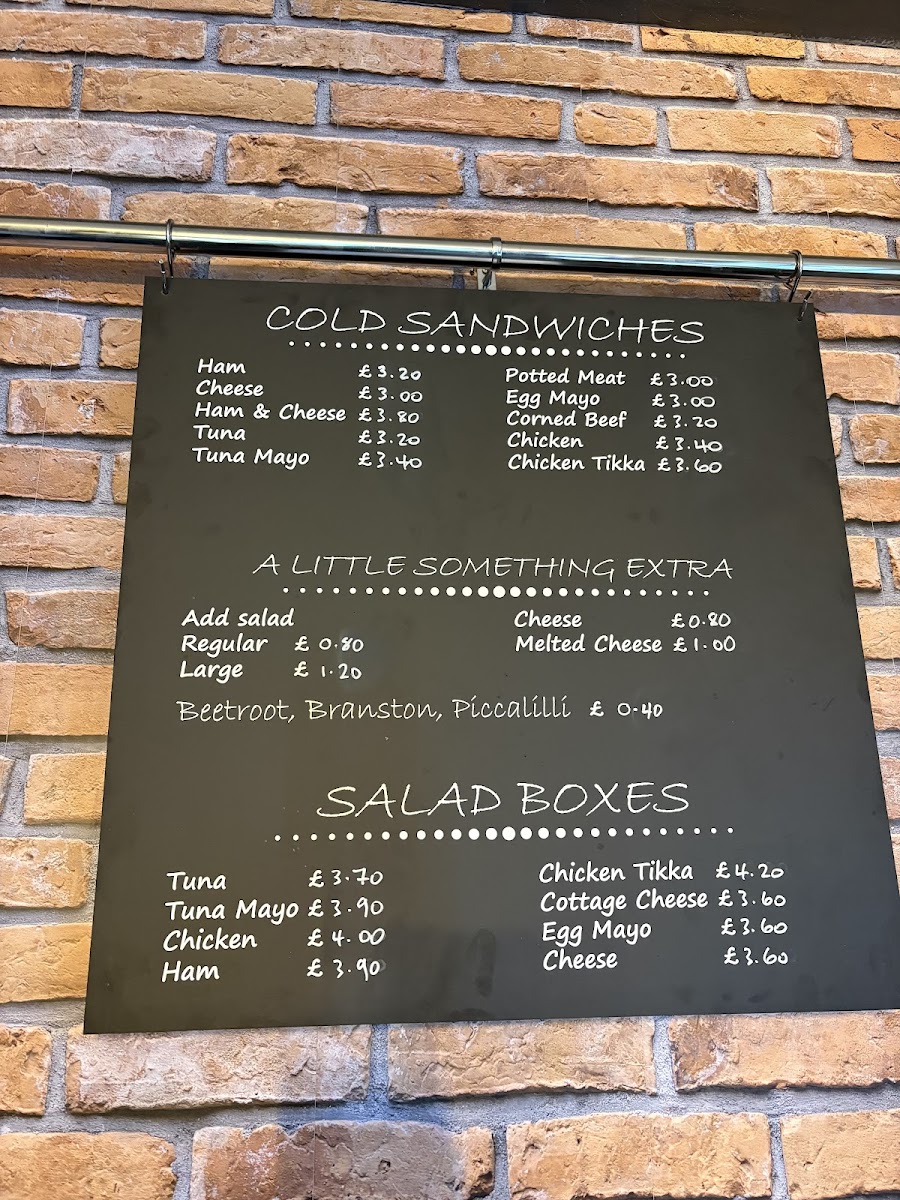 COLD SANDWICHES
Ham £3.20
Cheese £3.00
Ham & Cheese £3.80
Tuna £3.20
Tuna Mayo £3.40
Potted Meat £3.00
Egg Mayo £3.00
Corned Beef £3.20
Chicken £3.40
Chicken Tikka £3.60
A LITTLE SOMETHING EXTRA
Add salad
Regular £ 0.80
Large £ 1.20
Cheese £0.80
Melted Cheese £1.00
Beetroot, Branston, Piccalilli £ 0.40
SALAD BOXES
Tuna £3.70
Tuna Mayo £3.90
Chicken £4.00
Ham £3.90
Chicken Tikka £4.20
Cottage Cheese £3.60
Egg Mayo £3.60
Cheese £3.60